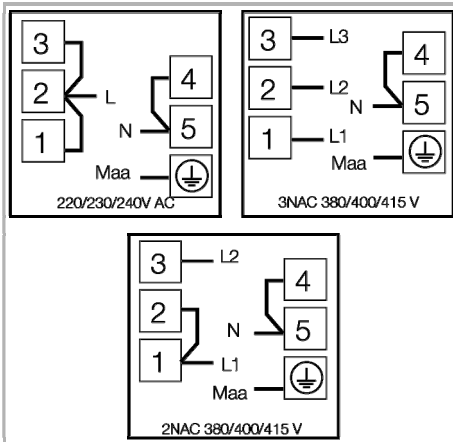 3
2 L 4
1 N 5
Maa
220/230/240V AC
3 L3 4
2 L2
N 5
1 L1
Maa
3NAC 380/400/415 V
3 L2 4
2
N 5
1 L1
Maa
2NAC 380/400/415 V